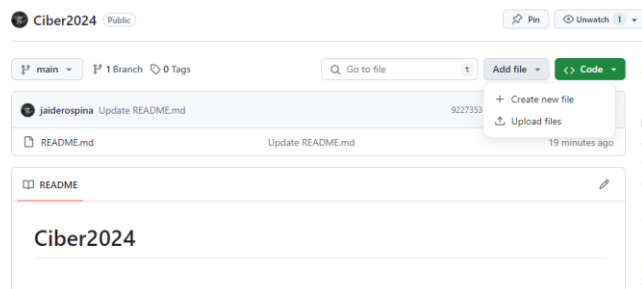 Ciber2024 Public Pin Unwatch 1
main 1 Branch 0 Tags Go to file t Add file Code
jaiderospina Update README.md 9227353
Create new file
Upload files
README.md Update README.md 19 minutes ago
README
Ciber2024